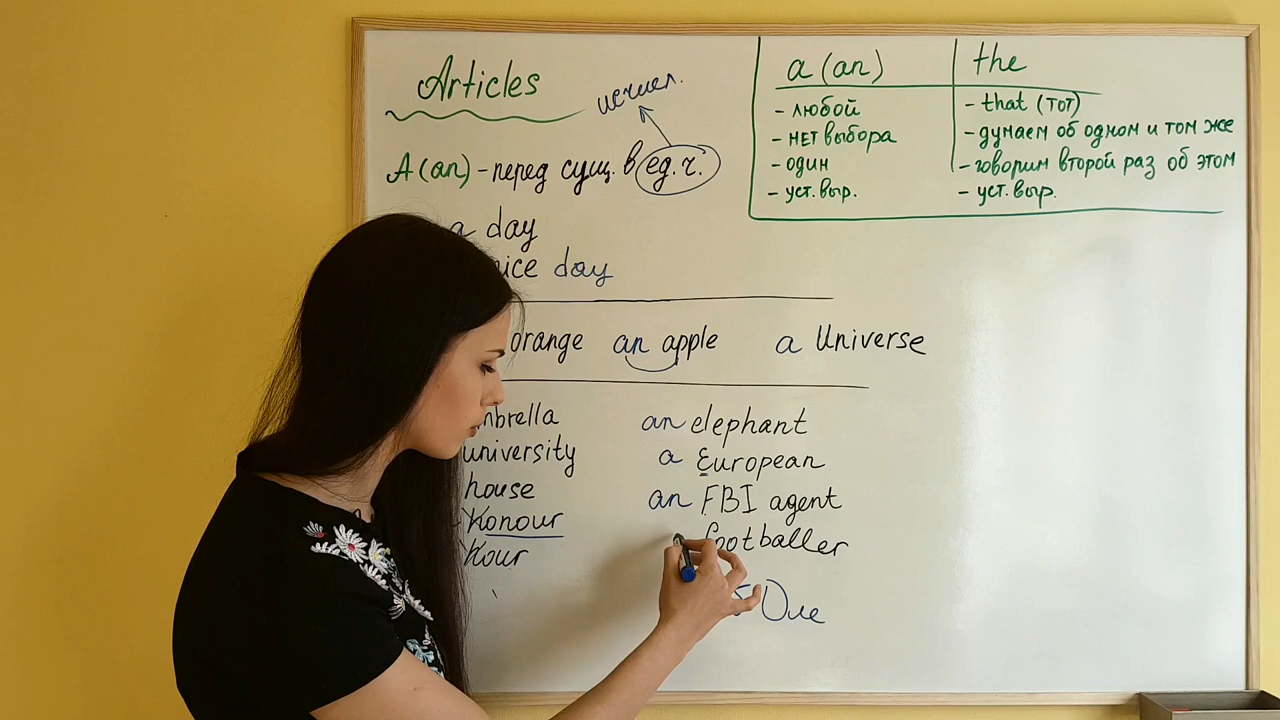 Articles
исчисл.
A (an) - перед сущ. в ед.ч.
a day
nice day
orange an apple a Universe
umbrella an elephant
university a European
house an FBI agent
honour footballer
hour
Оле
a (an) the
- любой - that (тот)
- нет выбора - думаем об одном и том же
- один - говорим второй раз об этом
- уст. выр. - уст. выр.